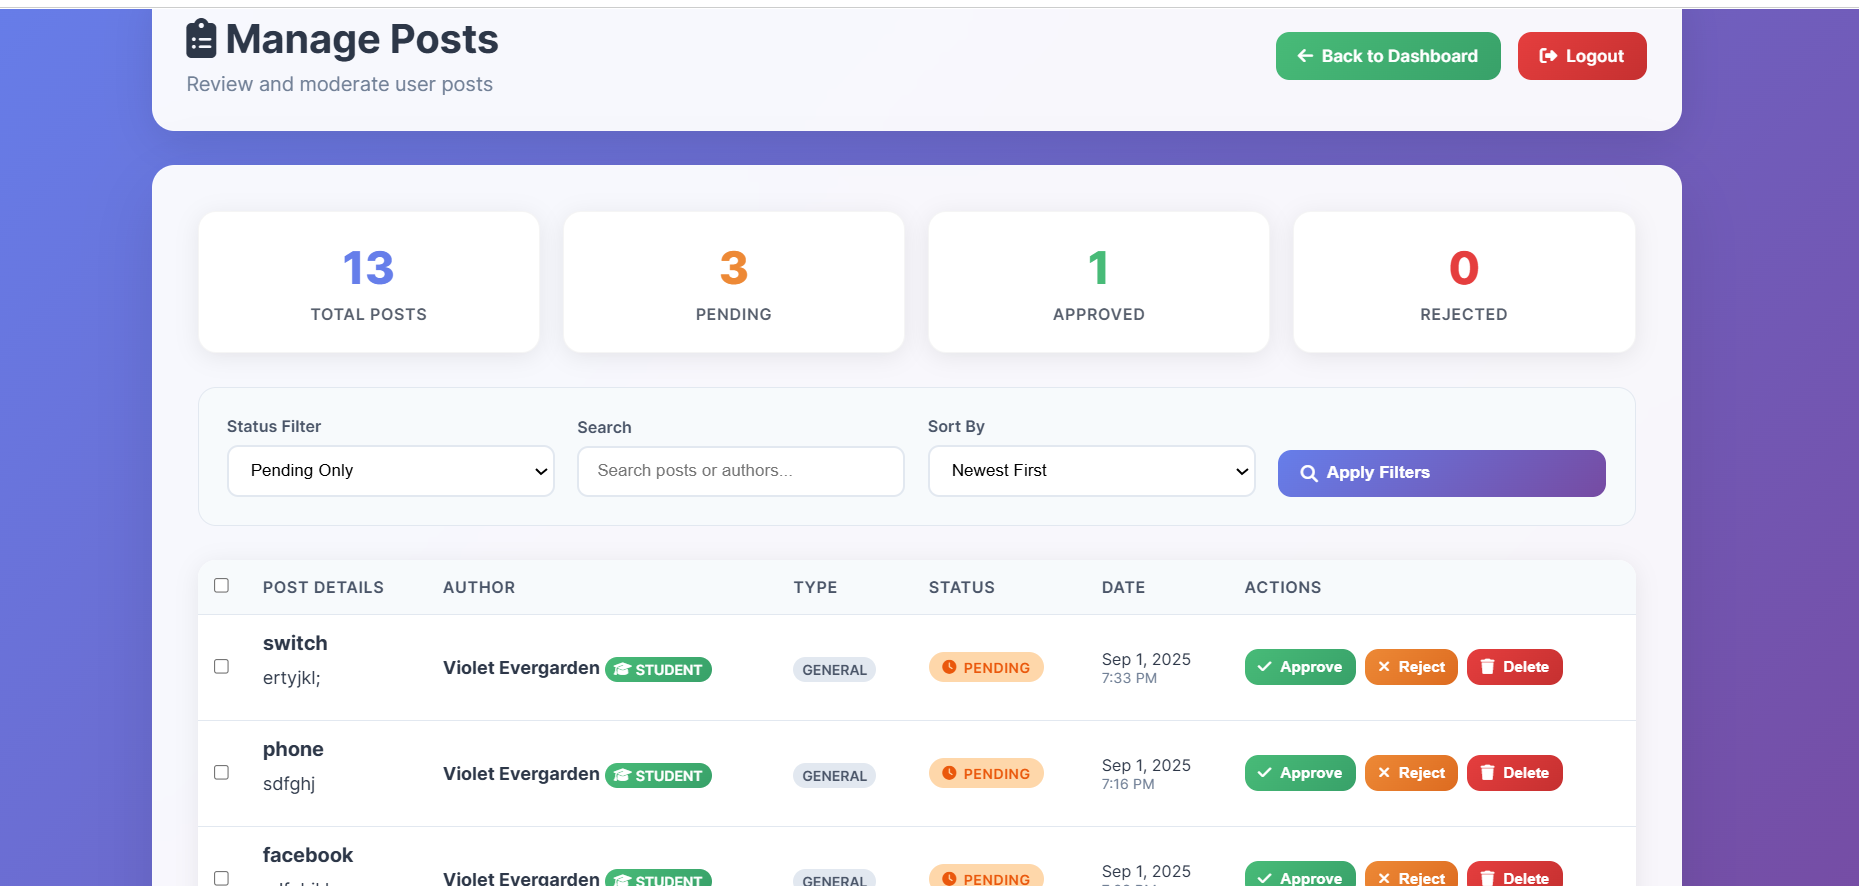 Manage Posts
Review and moderate user posts
Back to Dashboard
Logout
13
TOTAL POSTS
3
PENDING
1
APPROVED
0
REJECTED
Status Filter
Pending Only
Search
Search posts or authors...
Sort By
Newest First
Apply Filters
POST DETAILS AUTHOR TYPE STATUS DATE ACTIONS
switch
ertyjkl;
Violet Evergarden STUDENT
GENERAL
PENDING
Sep 1, 2025
7:33 PM
Approve Reject Delete
phone
sdfghj
Violet Evergarden STUDENT
GENERAL
PENDING
Sep 1, 2025
7:16 PM
Approve Reject Delete
facebook
Violet Evergarden STUDENT
GENERAL
PENDING
Sep 1, 2025
Approve Reject Delete